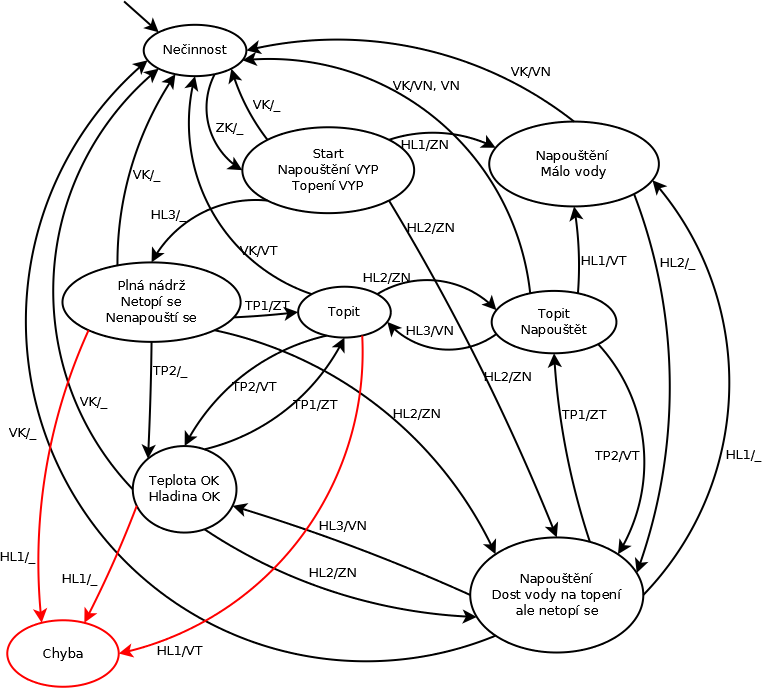 Nečinnost
VK/VN
VK/VN, VN
VK/_
ZK/_
Start
Napouštění VYP
Topení VYP
HL1/ZN
Napouštění
Málo vody
VK/_
HL3/_
HL2/ZN
VK/VT
HL1/VT
HL2/_
Plná nádrž
Netopí se
Nenapouští se
TP1/ZT
HL2/ZN
Topit
HL3/VN
Topit
Napouštět
TP2/_
TP2/VT
HL2/ZN
VK/_
TP1/ZT
HL2/ZN
TP1/ZT
VK/_
TP2/VT
HL1/_
Teplota OK
Hladina OK
HL3/VN
HL1/_
HL1/_
HL2/ZN
Napouštění
Dost vody na topení
ale netopí se
Chyba
HL1/VT